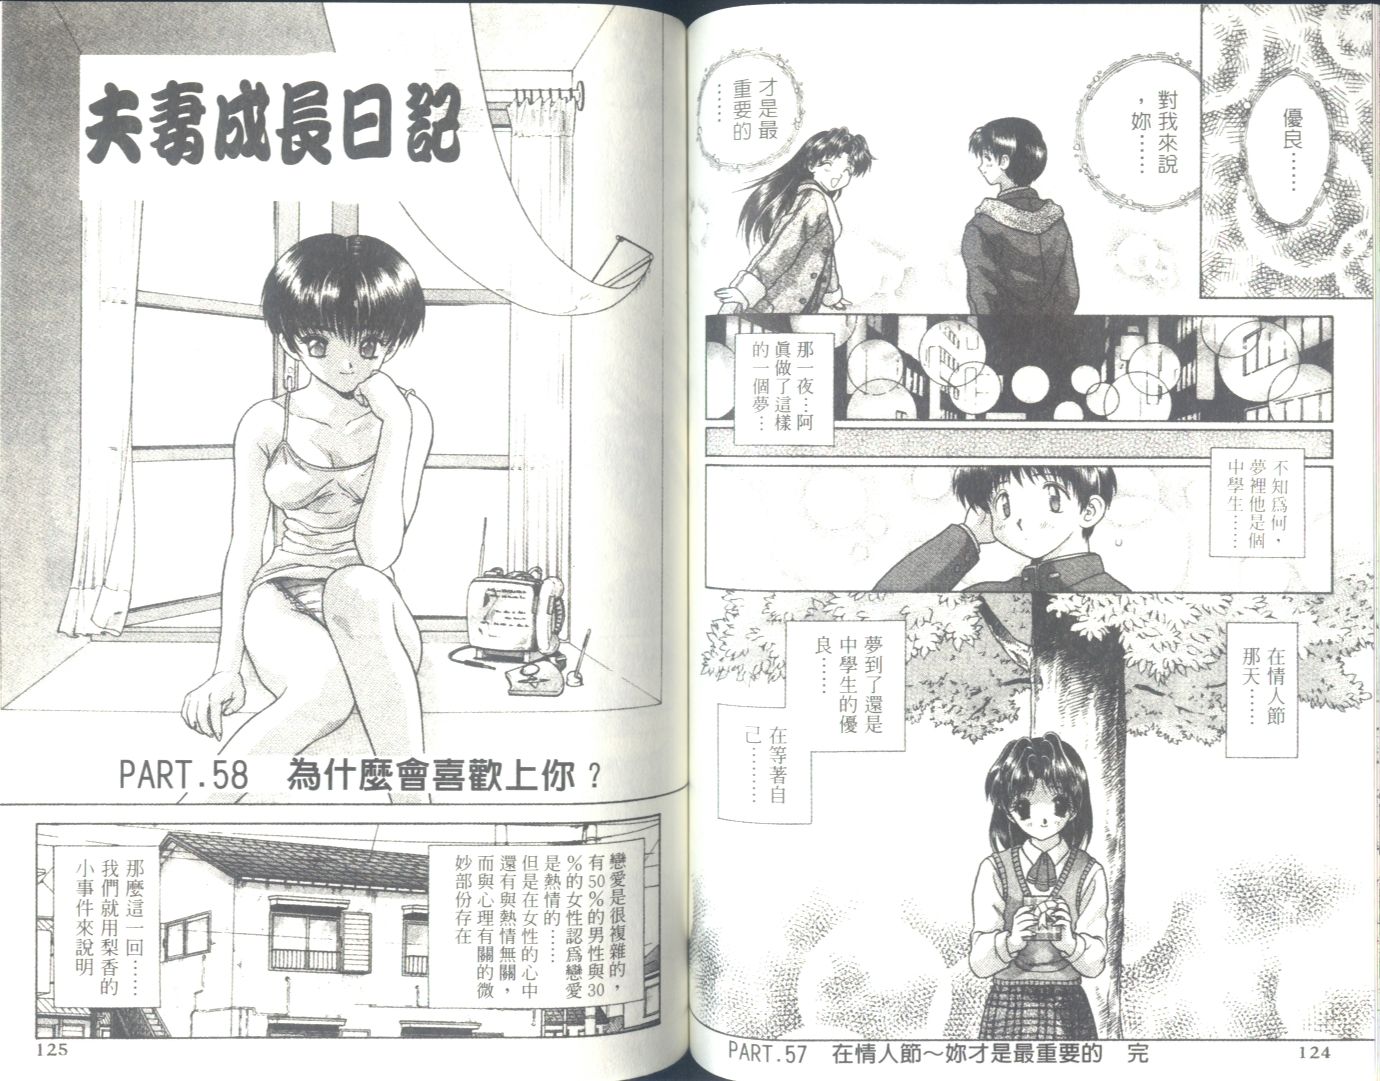 優良……
對我來說
，妳……
才是最
重要的
……
那一夜…阿
眞做了這樣
的一個夢…
不知爲何，
夢裡他是個
中學生……
在情人節
那天……
夢到了還是
中學生的優
良……
在等著自
己………
PART.57　在情人節～妳才是最重要的　完
124
夫妻成長日記
PART.58　為什麼會喜歡上你？
戀愛是很複雜的，
有50％的男性與30
％的女性認爲戀愛
是熱情的……
但是在女性的心中
還有與熱情無關，
而與心理有關的微
妙部份存在
那麼這一回……
我們就用梨香的
小事件來說明
125